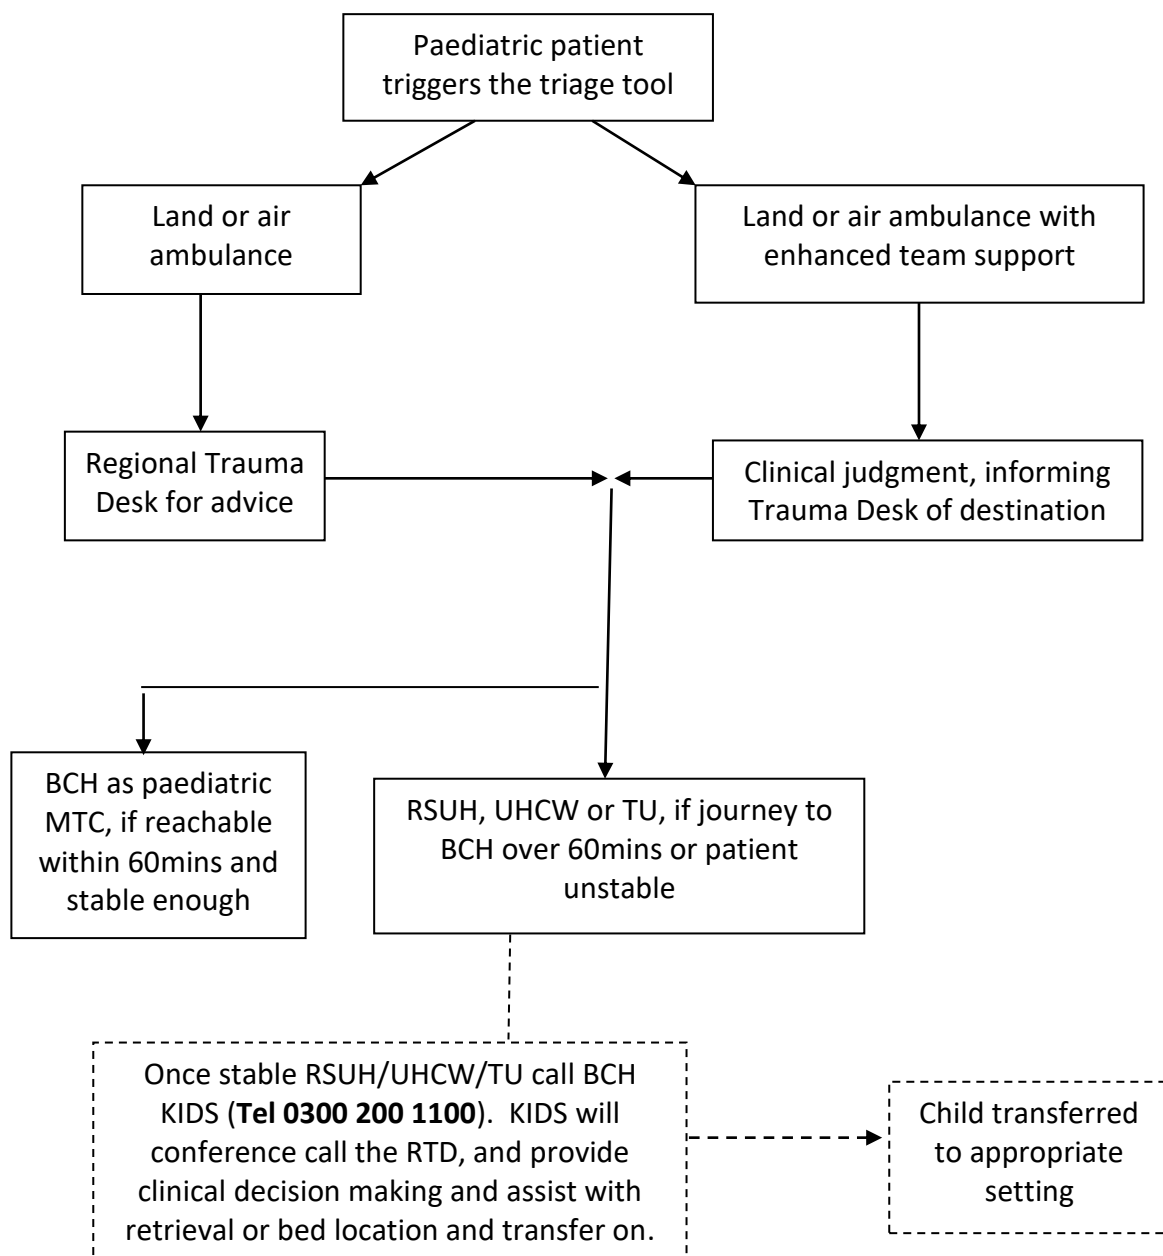 Paediatric patient
triggers the triage tool
Land or air
ambulance
Land or air ambulance with
enhanced team support
Regional Trauma
Desk for advice
Clinical judgment, informing
Trauma Desk of destination
BCH as paediatric
MTC, if reachable
within 60mins and
stable enough
RSUH, UHCW or TU, if journey to
BCH over 60mins or patient
unstable
Once stable RSUH/UHCW/TU call BCH
KIDS (Tel 0300 200 1100).  KIDS will
conference call the RTD, and provide
clinical decision making and assist with
retrieval or bed location and transfer on.
Child transferred
to appropriate
setting